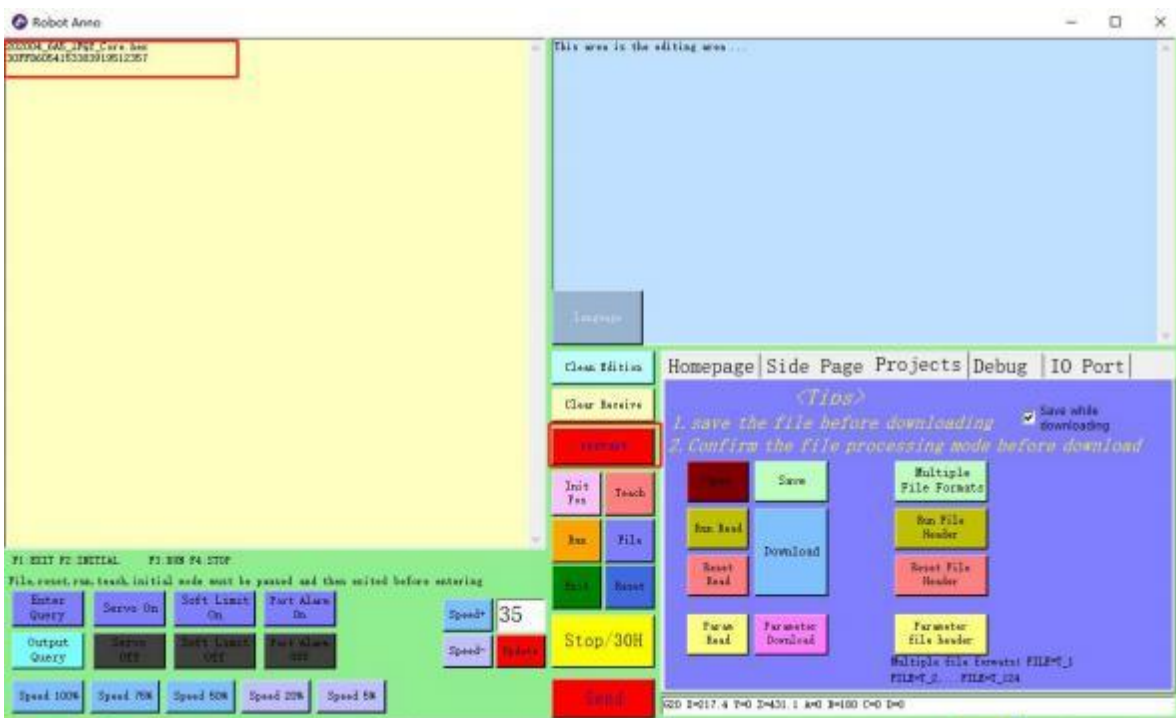 Robot Anno
This area is the editing area...
Clean Edition
Clear Receive
Homepage
Side Page
Projects
Debug
IO Port
<Tips>
1. save the file before downloading
2. Confirm the file processing mode before download
Save while
downloading
Init
Pos
Teach
Run
File
Exit
Reset
Stop/30H
Send
Save
Multiple
File Formats
Run Read
Download
Run File
Header
Reset
Read
Reset File
Header
Param
Read
Parameter
Download
Parameter
file header
Multiple file formats: FILE=T_1
FILE=T_2. FILE=T_124
F1 EXIT F2 INITIAL F3 RUN F4 STOP
File, reset, run, teach, initial mode must be paused and then exited before entering
Enter
Query
Servo On
Soft Limit
On
Port Alarm
On
Speed+
35
Output
Query
Servo
OFF
Soft Limit
OFF
Port Alarm
OFF
Speed-
Update
Speed 100%
Speed 75%
Speed 50%
Speed 20%
Speed 5%